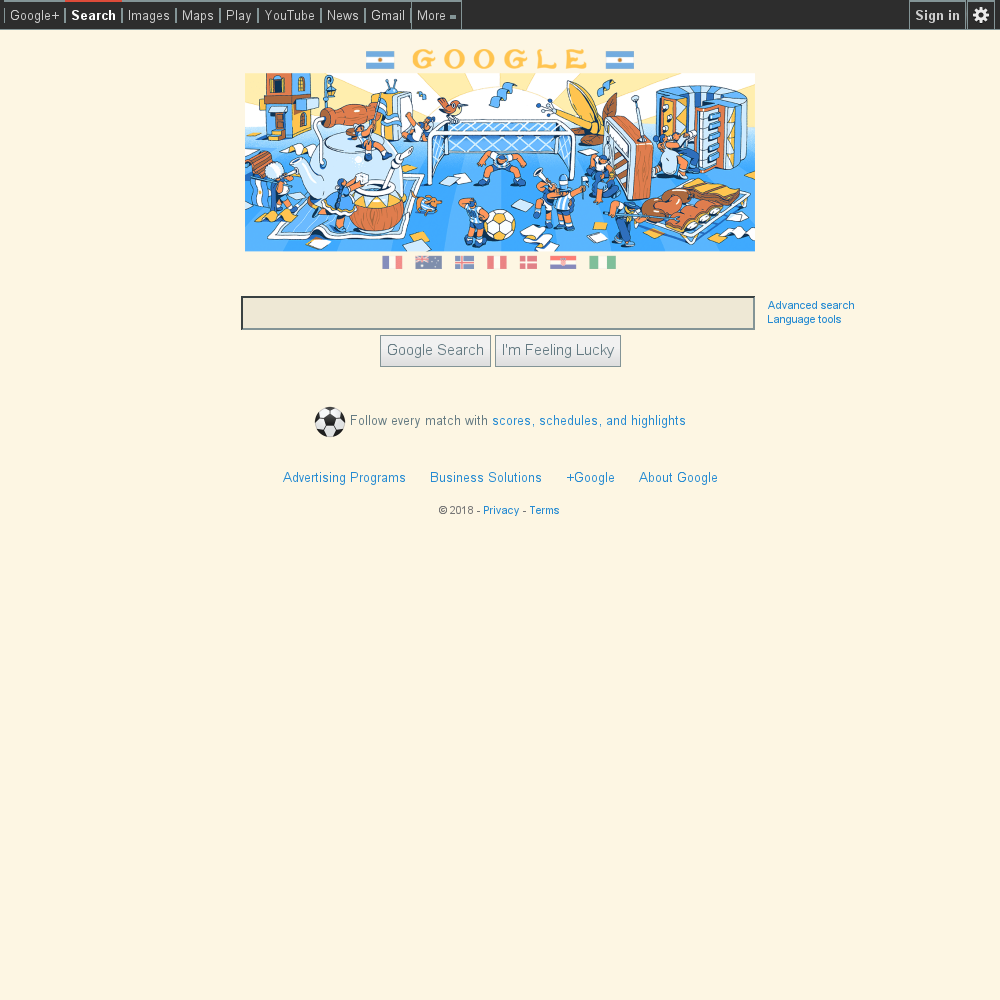 Google+ Search Images Maps Play YouTube News Gmail More Sign in
GOOGLE
Advanced search
Language tools
Google Search I'm Feeling Lucky
Follow every match with scores, schedules, and highlights
Advertising Programs Business Solutions +Google About Google
© 2018 - Privacy - Terms